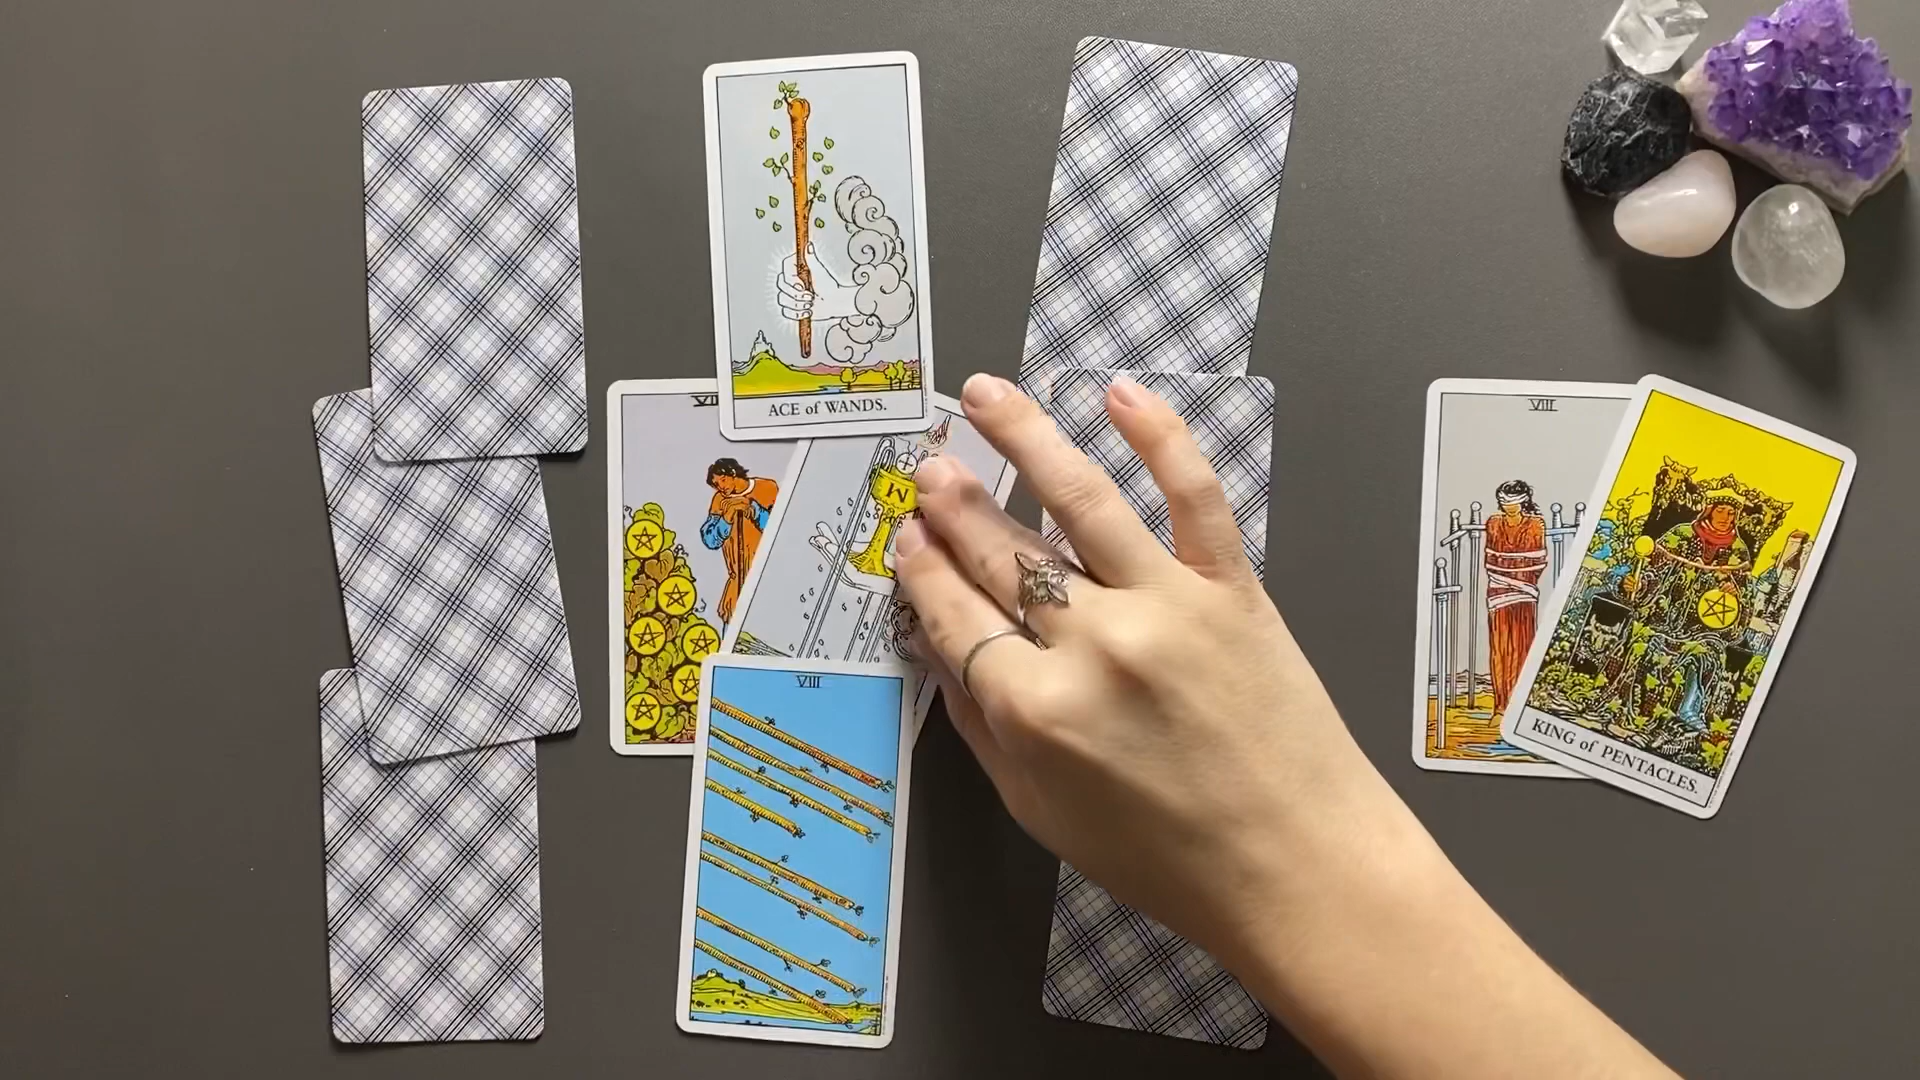 ACE of WANDS.
VII
VIII
W
VIII
KING of PENTACLES.